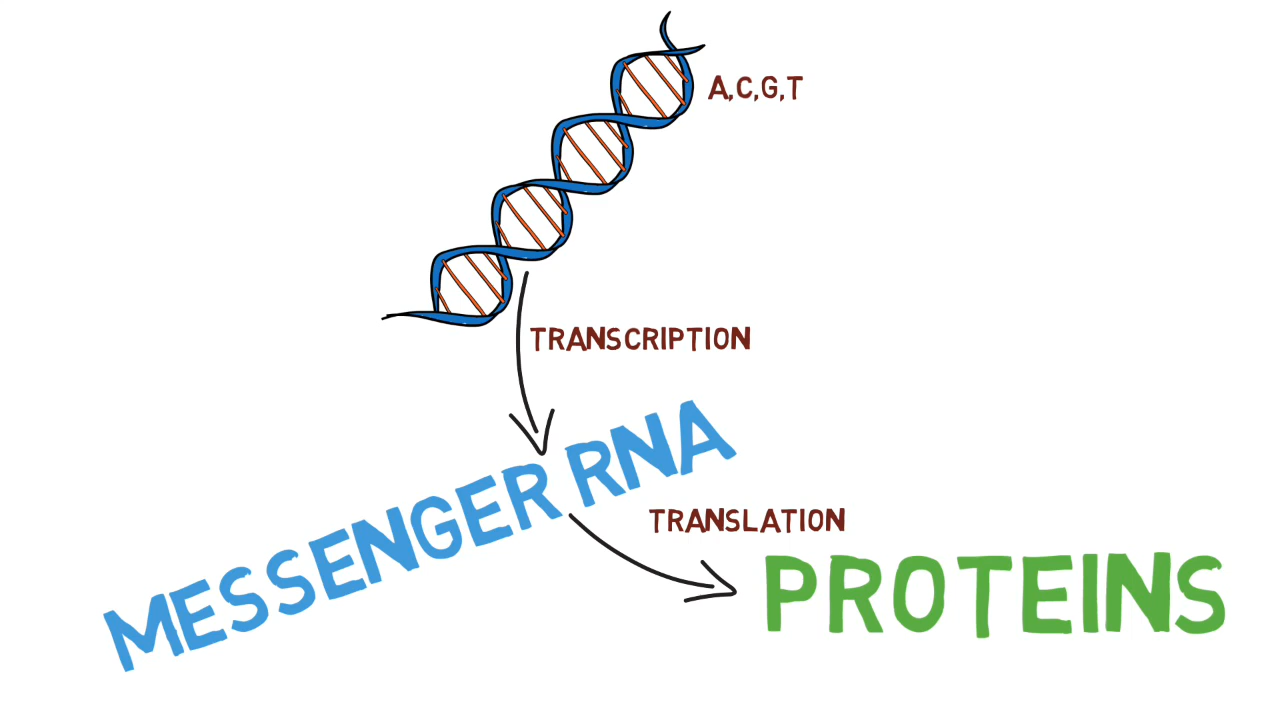 A,C,G,T
TRANSCRIPTION
MESSENGER RNA
TRANSLATION
PROTEINS